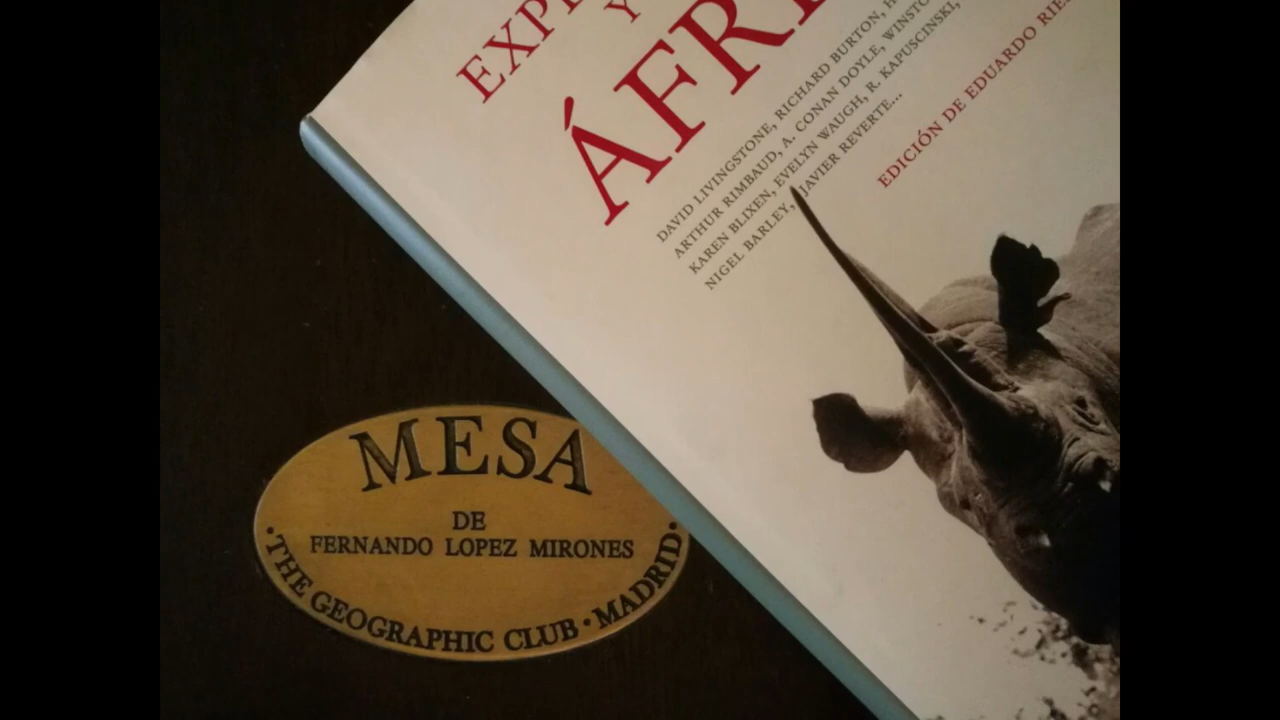 Y
ÁFR
DAVID LIVINGSTONE, RICHARD BURTON,
ARTHUR RIMBAUD, A. CONAN DOYLE,
KAREN BLIXEN, EVELYN WAUGH, R. KAPUSCINSKI,
NIGEL BARLEY, JAVIER REVERTE...
EDICIÓN DE EDUARDO
MESA
DE
FERNANDO LOPEZ MIRONES
•THE GEOGRAPHIC CLUB•MADRID•